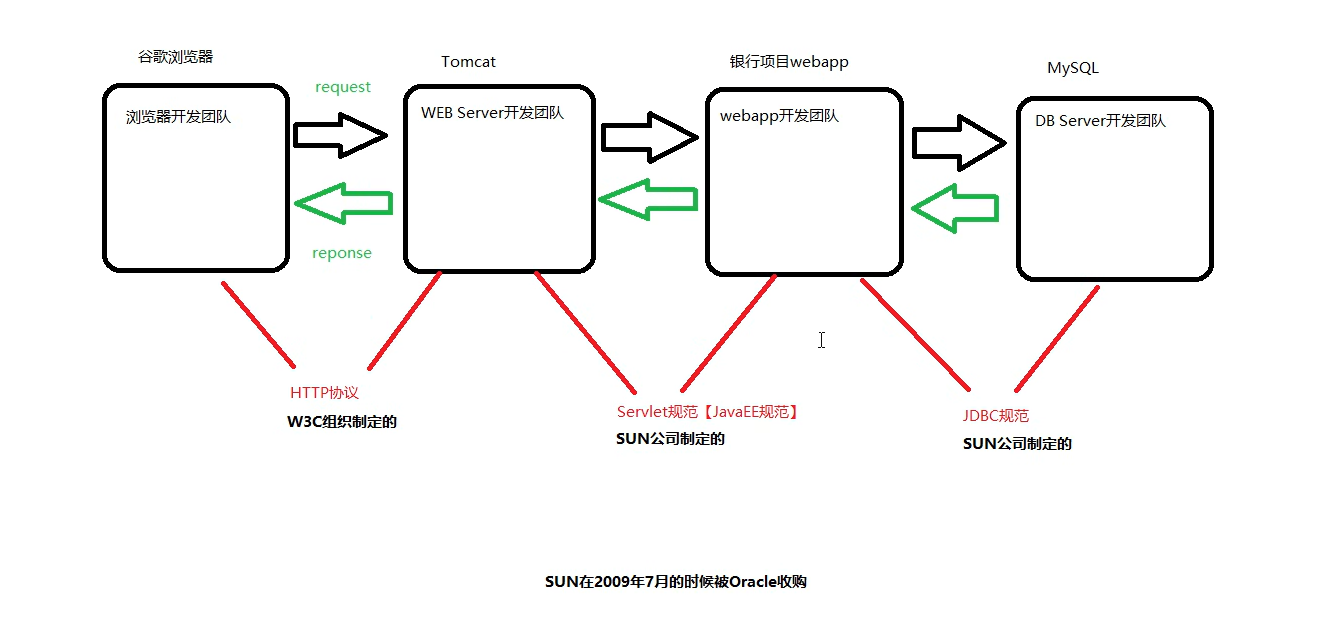 谷歌浏览器
Tomcat
银行项目webapp
MySQL
request
浏览器开发团队
WEB Server开发团队
webapp开发团队
DB Server开发团队
reponse
HTTP协议
W3C组织制定的
Servlet规范【JavaEE规范】
SUN公司制定的
JDBC规范
SUN公司制定的
SUN在2009年7月的时候被Oracle收购